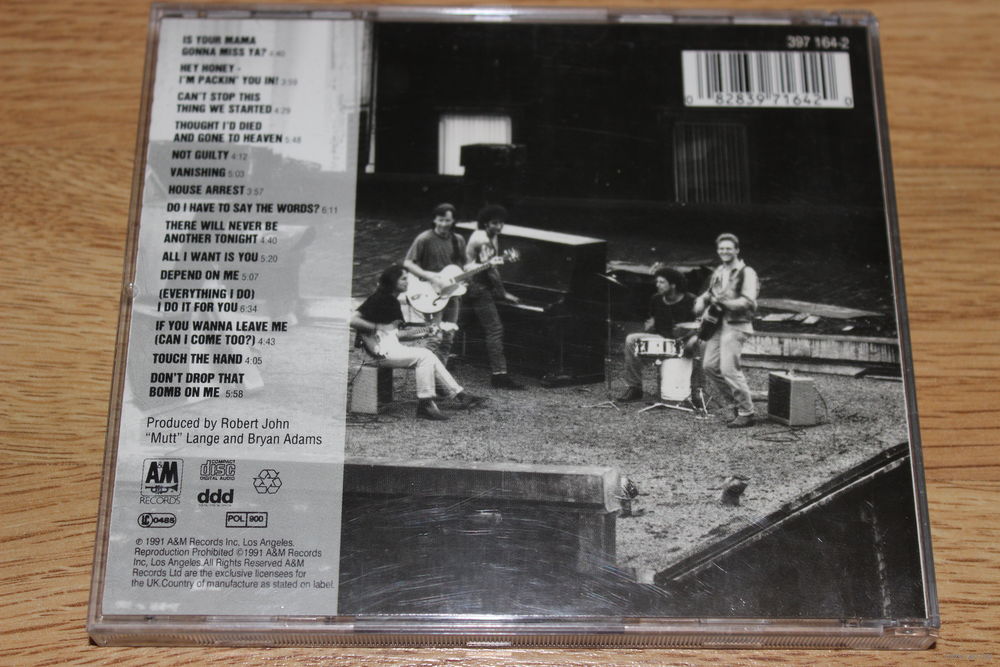 IS YOUR MAMA
GONNA MISS YA? 4:40
HEY HONEY -
I'M PACKIN' YOU IN! 3:59
CAN'T STOP THIS
THING WE STARTED 4:29
THOUGHT I'D DIED
AND GONE TO HEAVEN 5:48
NOT GUILTY 4:12
VANISHING 5:03
HOUSE ARREST 3:57
DO I HAVE TO SAY THE WORDS? 6:11
THERE WILL NEVER BE
ANOTHER TONIGHT 4:40
ALL I WANT IS YOU 5:20
DEPEND ON ME 5:07
(EVERYTHING I DO)
I DO IT FOR YOU 6:34
IF YOU WANNA LEAVE ME
(CAN I COME TOO?) 4:43
TOUCH THE HAND 4:05
DON'T DROP THAT
BOMB ON ME 5:58
Produced by Robert John
“Mutt” Lange and Bryan Adams
A&M
RECORDS
COMPACT
disc
DIGITAL AUDIO
ddd
LC 0485
POL 900
℗ 1991 A&M Records Inc, Los Angeles.
Reproduction Prohibited ©1991 A&M Records
Inc, Los Angeles.All Rights Reserved A&M
Records Ltd are the exclusive licensees for
the UK.Country of manufacture as stated on label.
397 164-2
0 82839 71642 0